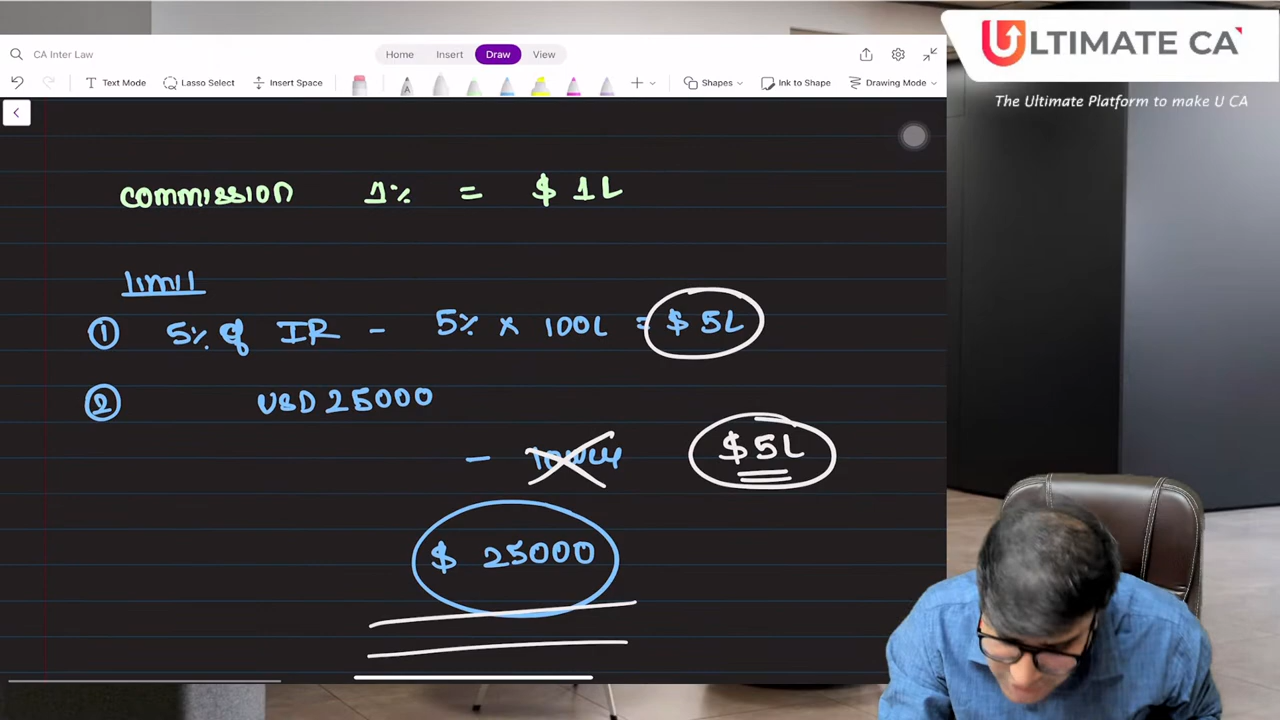 ULTIMATE CA
The Ultimate Platform to make U CA
CA Inter Law
Home Insert Draw View
Text Mode Lasso Select Insert Space Shapes Ink to Shape Drawing Mode
commission 1% = $ 1L
limit
① 5% of IR - 5% × 100L = $ 5L
② USD 25000
- $5L
$ 25000